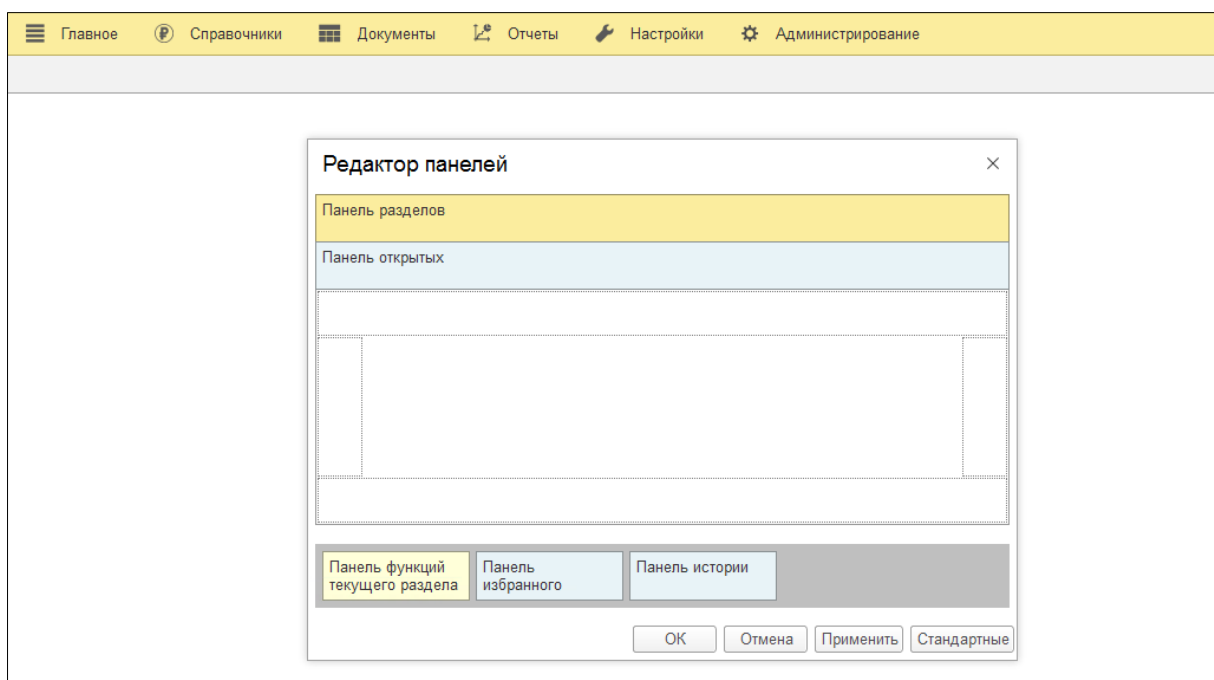 Главное Справочники Документы Отчеты Настройки Администрирование
Редактор панелей
Панель разделов
Панель открытых
Панель функций
текущего раздела
Панель
избранного
Панель истории
ОК Отмена Применить Стандартные